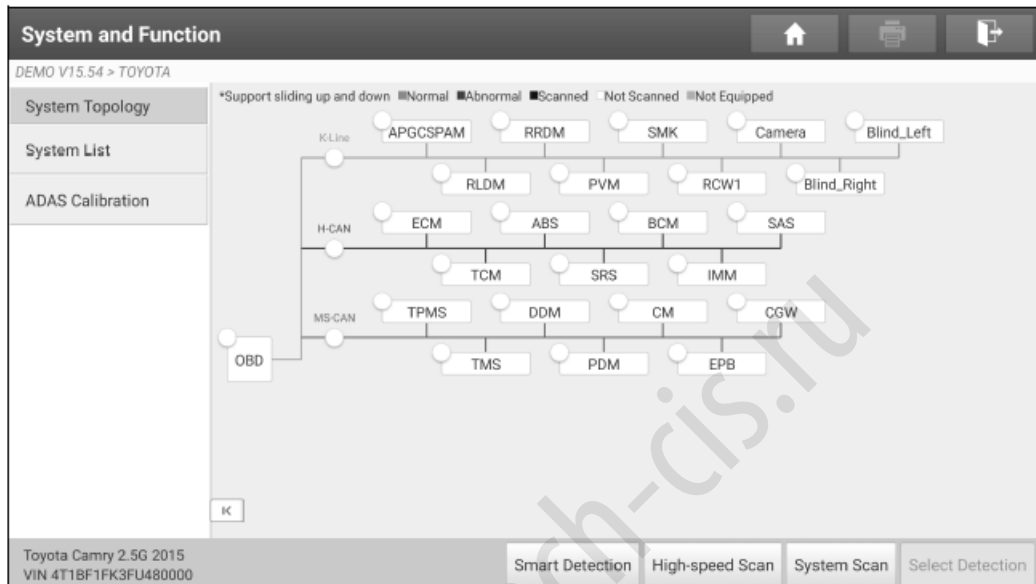 System and Function
DEMO V15.54 > TOYOTA
System Topology
System List
ADAS Calibration
*Support sliding up and down Normal Abnormal Scanned Not Scanned Not Equipped
K-Line
APGCSPAM RRDM SMK Camera Blind_Left
RLDM PVM RCW1 Blind_Right
H-CAN
ECM ABS BCM SAS
TCM SRS IMM
MS-CAN
TPMS DDM CM CGW
OBD
TMS PDM EPB
K
Toyota Camry 2.5G 2015
VIN 4T1BF1FK3FU480000
Smart Detection High-speed Scan System Scan Select Detection
ch-cis.ru